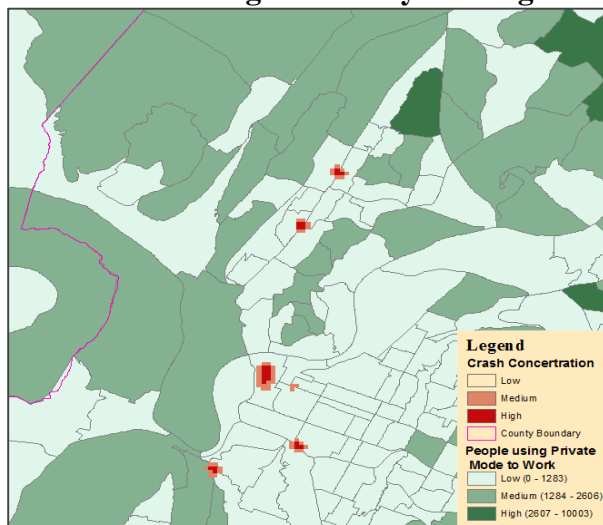 Legend
Crash Concertration
Low
Medium
High
County Boundary
People using Private
Mode to Work
Low (0 - 1283)
Medium (1284 - 2606)
High (2607 - 10003)